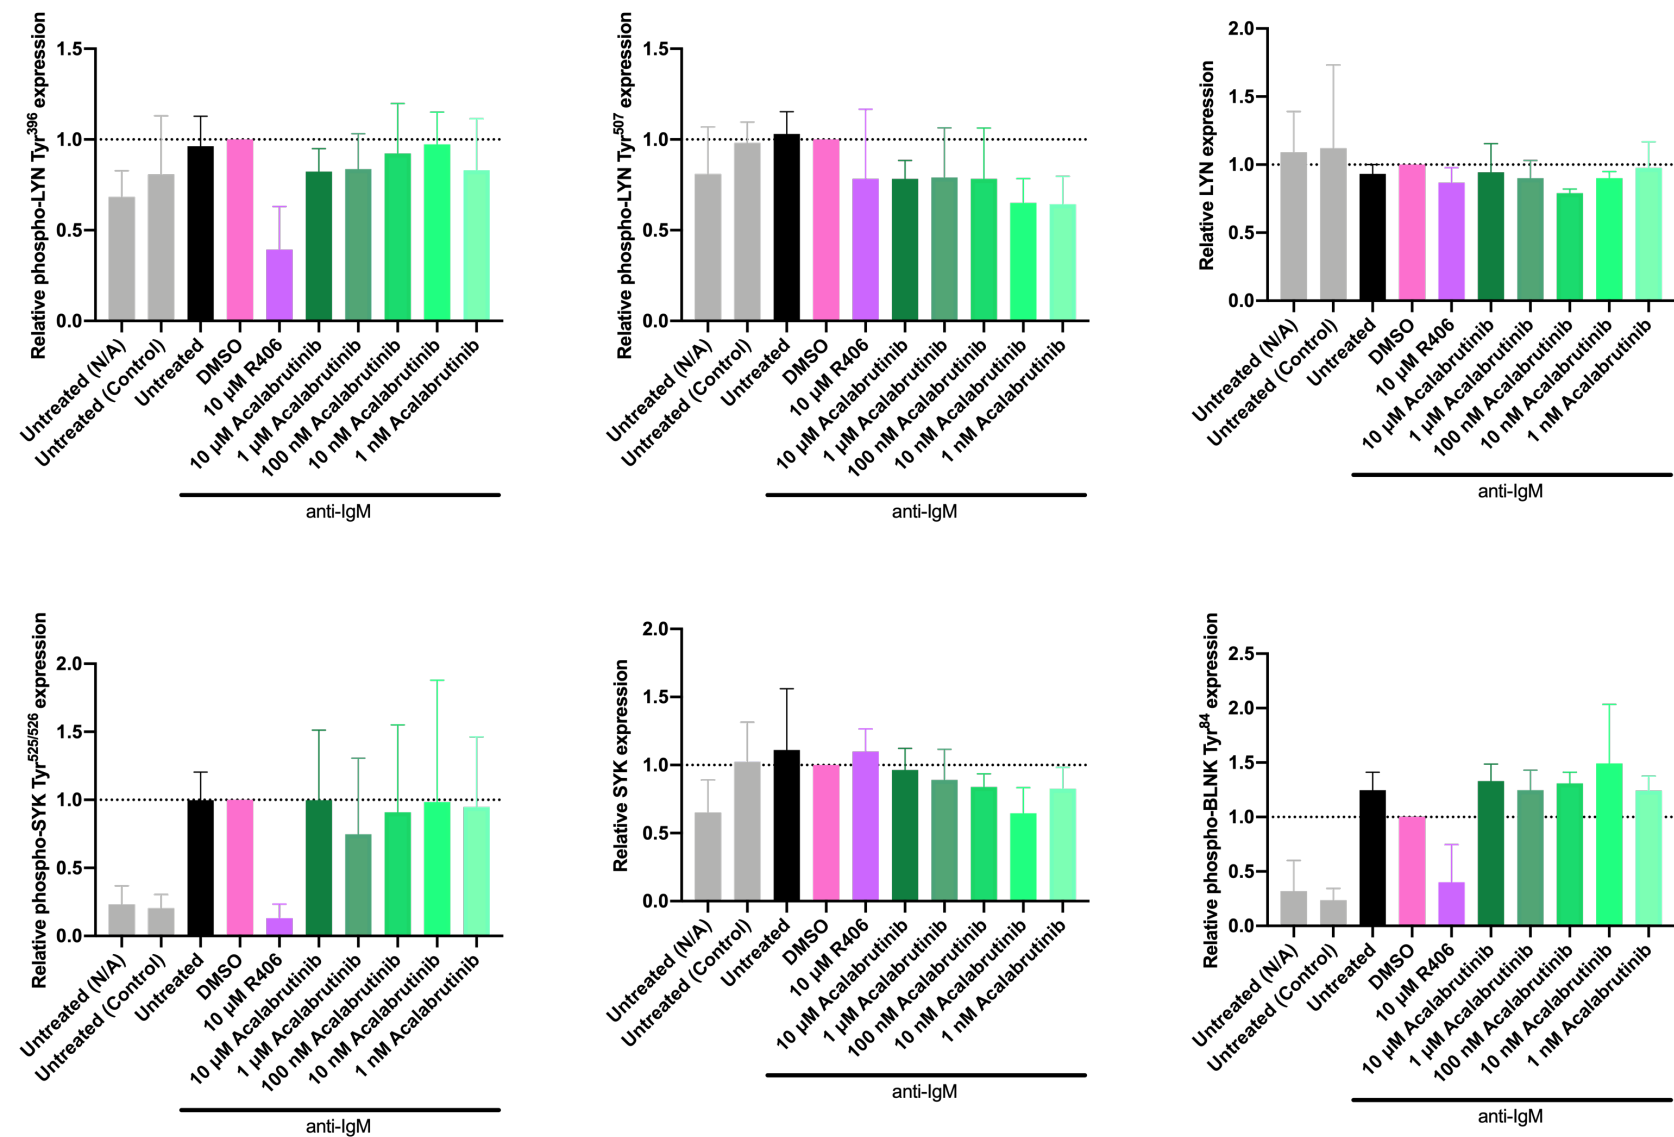 Relative phospho-LYN Tyr396 expression
1.5
1.0
0.5
0.0
Untreated (N/A)
Untreated (Control)
Untreated
DMSO
10 µM R406
10 µM Acalabrutinib
1 µM Acalabrutinib
100 nM Acalabrutinib
10 nM Acalabrutinib
1 nM Acalabrutinib
anti-IgM
Relative phospho-LYN Tyr507 expression
1.5
1.0
0.5
0.0
Untreated (N/A)
Untreated (Control)
Untreated
DMSO
10 µM R406
10 µM Acalabrutinib
1 µM Acalabrutinib
100 nM Acalabrutinib
10 nM Acalabrutinib
1 nM Acalabrutinib
anti-IgM
Relative LYN expression
2.0
1.5
1.0
0.5
0.0
Untreated (N/A)
Untreated (Control)
Untreated
DMSO
10 µM R406
10 µM Acalabrutinib
1 µM Acalabrutinib
100 nM Acalabrutinib
10 nM Acalabrutinib
1 nM Acalabrutinib
anti-IgM
Relative phospho-SYK Tyr525/526 expression
2.0
1.5
1.0
0.5
0.0
Untreated (N/A)
Untreated (Control)
Untreated
DMSO
10 µM R406
10 µM Acalabrutinib
1 µM Acalabrutinib
100 nM Acalabrutinib
10 nM Acalabrutinib
1 nM Acalabrutinib
anti-IgM
Relative SYK expression
2.0
1.5
1.0
0.5
0.0
Untreated (N/A)
Untreated (Control)
Untreated
DMSO
10 µM R406
10 µM Acalabrutinib
1 µM Acalabrutinib
100 nM Acalabrutinib
10 nM Acalabrutinib
1 nM Acalabrutinib
anti-IgM
Relative phospho-BLNK Tyr84 expression
2.5
2.0
1.5
1.0
0.5
0.0
Untreated (N/A)
Untreated (Control)
Untreated
DMSO
10 µM R406
10 µM Acalabrutinib
1 µM Acalabrutinib
100 nM Acalabrutinib
10 nM Acalabrutinib
1 nM Acalabrutinib
anti-IgM